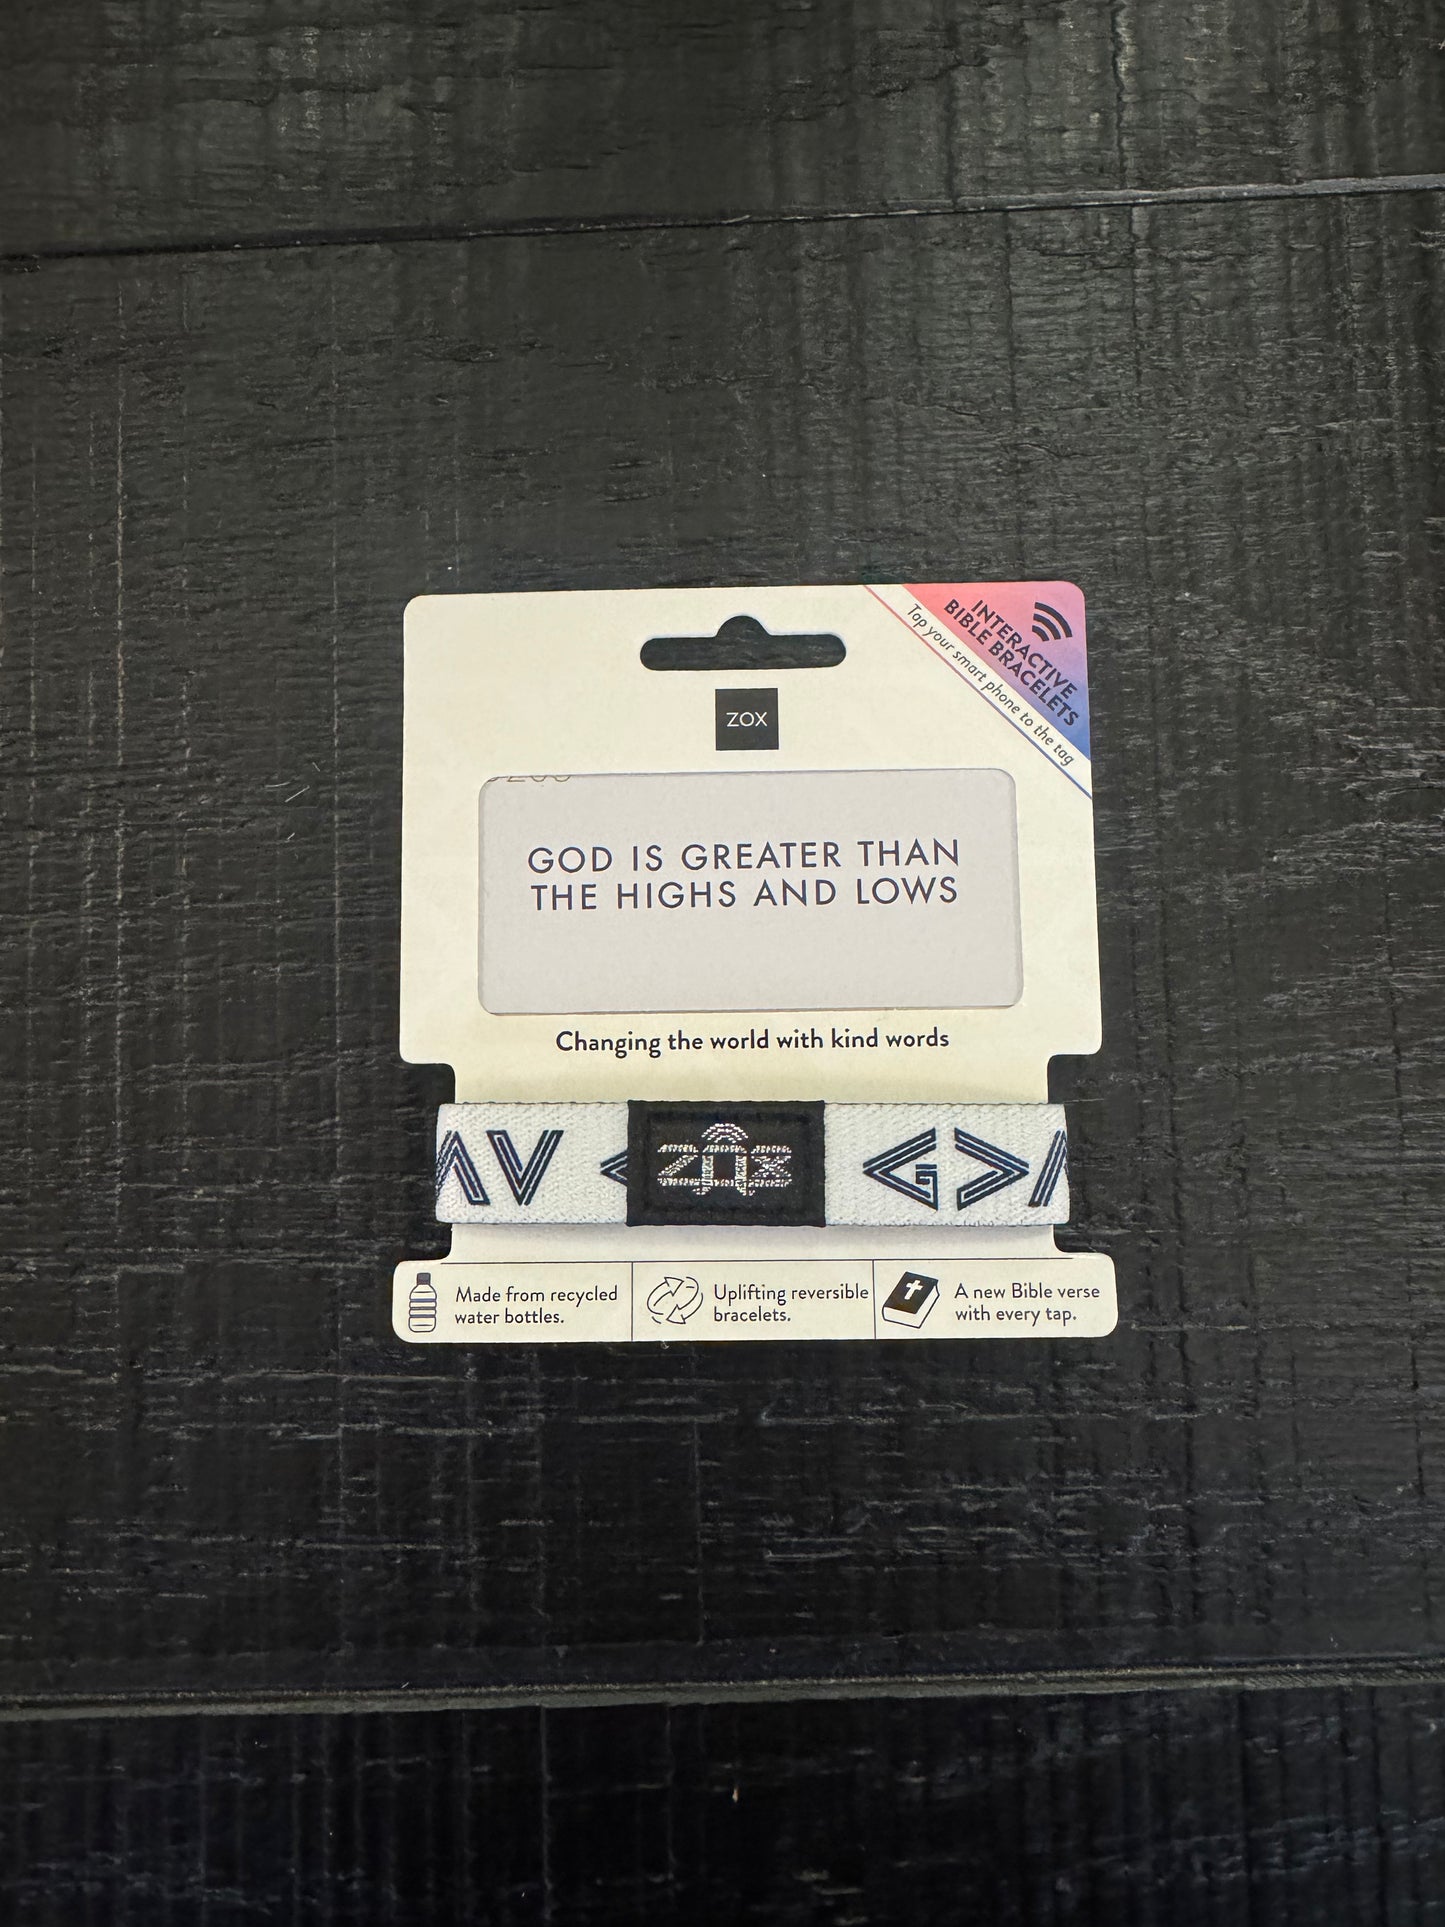 INTERACTIVE
BIBLE BRACELETS
Tap your smart phone to the tag
ZOX
GOD IS GREATER THAN
THE HIGHS AND LOWS
Changing the world with kind words
ΛV < ZOX G>Λ
Made from recycled
water bottles.
Uplifting reversible
bracelets.
A new Bible verse
with every tap.